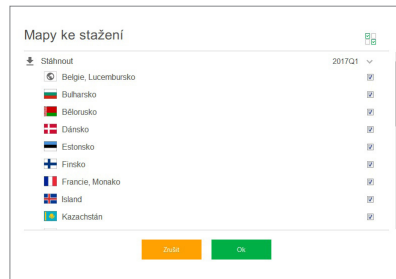 Mapy ke stažení
Stáhnout 2017Q1
Belgie, Lucembursko
Bulharsko
Bělorusko
Dánsko
Estonsko
Finsko
Francie, Monako
Island
Kazachstán
Zrušit Ok